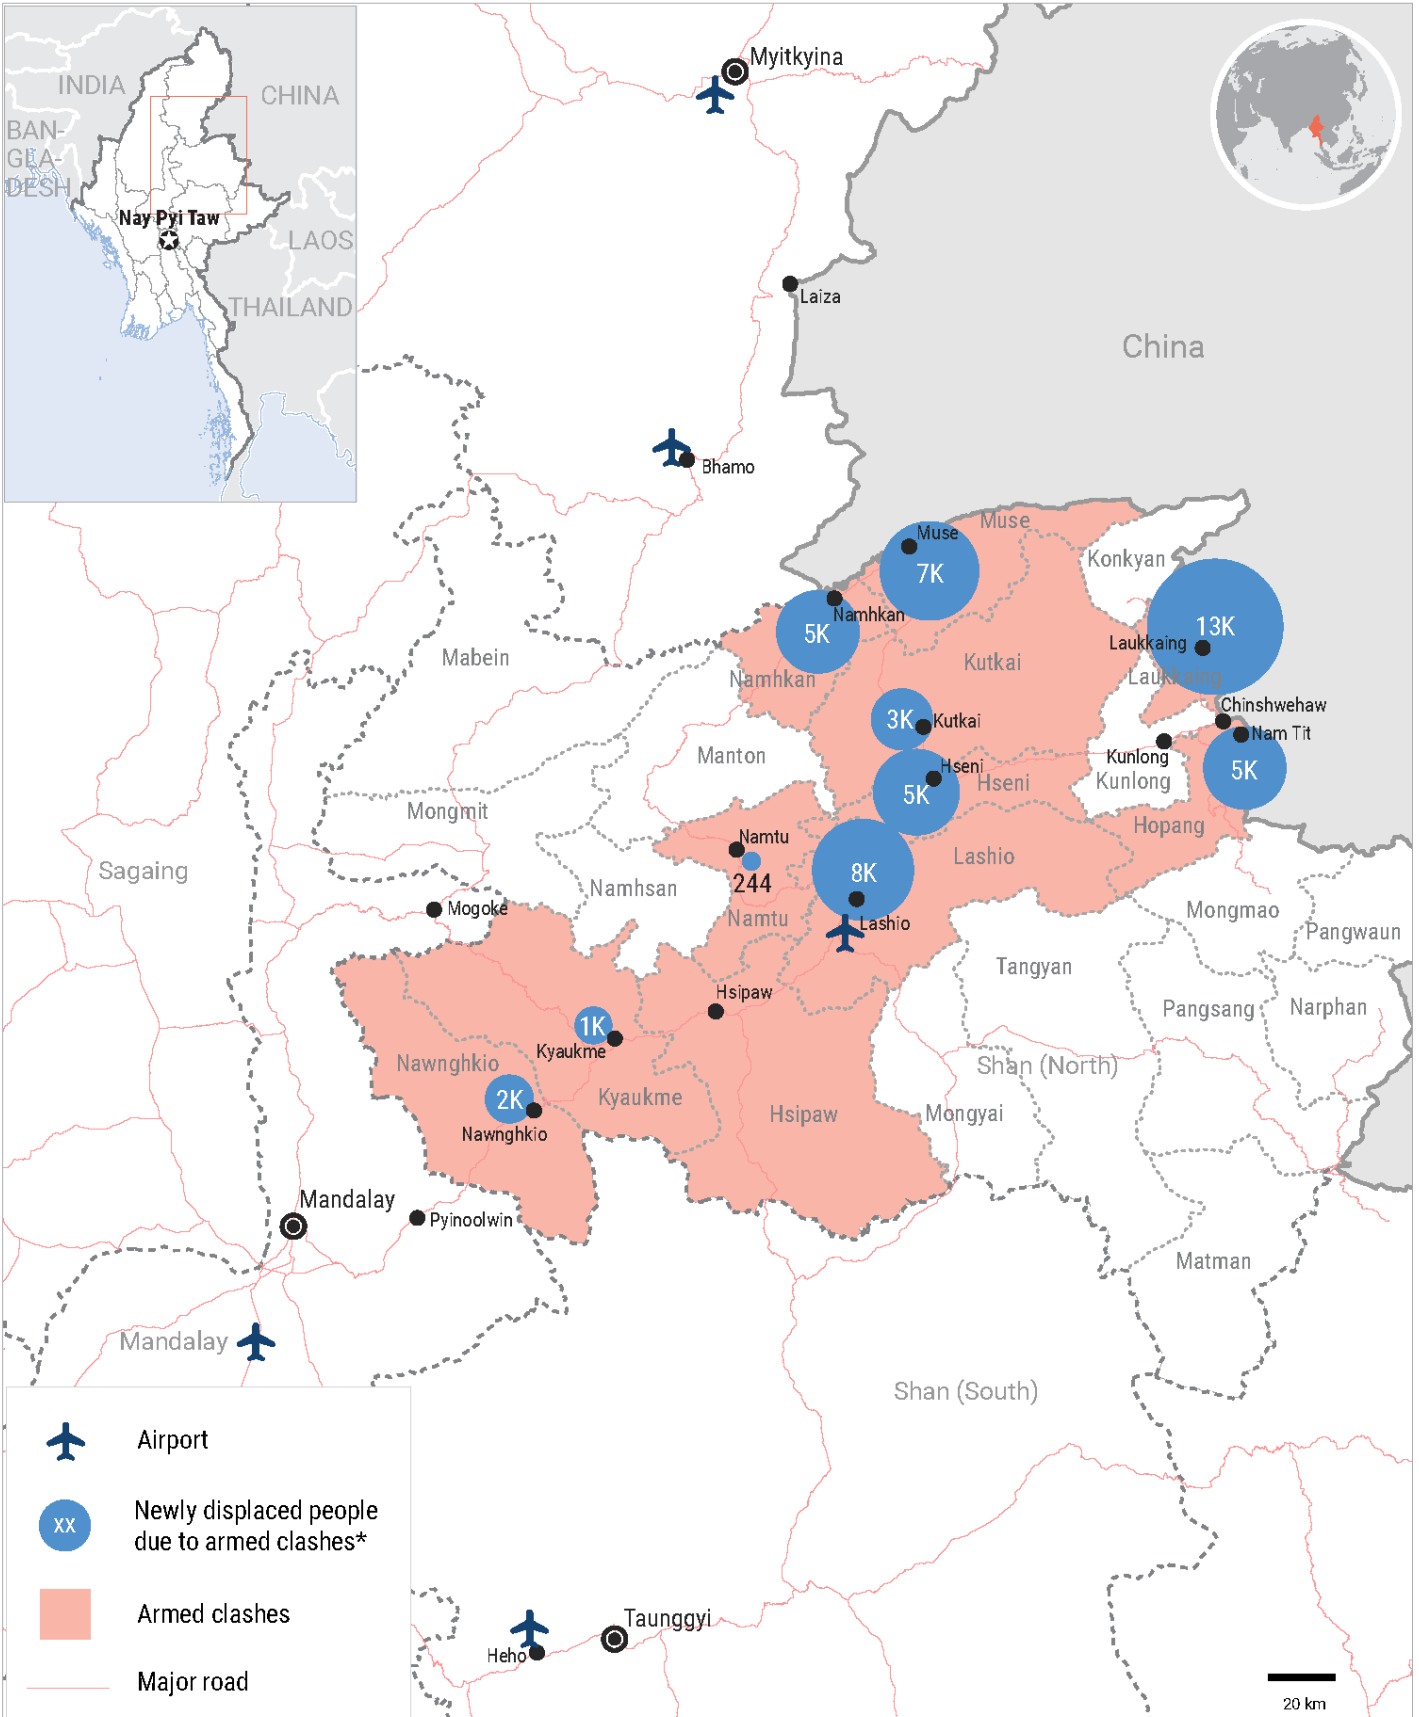 INDIA
CHINA
BAN-
GLA-
DESH
Nay Pyi Taw
LAOS
THAILAND
Myitkyina
Laiza
China
Bhamo
Muse
Muse
7K
Konkyan
Namhkan
5K
13K
Laukkaing
Laukkaing
Mabein
Kutkai
Namhkan
Chinshwehaw
3K
Kutkai
Nam Tit
Manton
Kunlong
Hseni
Hseni
5K
Kunlong
5K
Mongmit
Hopang
Namtu
Lashio
Sagaing
8K
244
Namhsan
Mogoke
Namtu
Lashio
Mongmao
Pangwaun
Tangyan
Hsipaw
Pangsang
Narphan
1K
Kyaukme
Nawnghkio
Shan (North)
2K
Kyaukme
Hsipaw
Mongyai
Nawnghkio
Mandalay
Pyinoolwin
Matman
Mandalay
Shan (South)
Airport
XX
Newly displaced people
due to armed clashes*
Armed clashes
Major road
Taunggyi
Heho
20 km